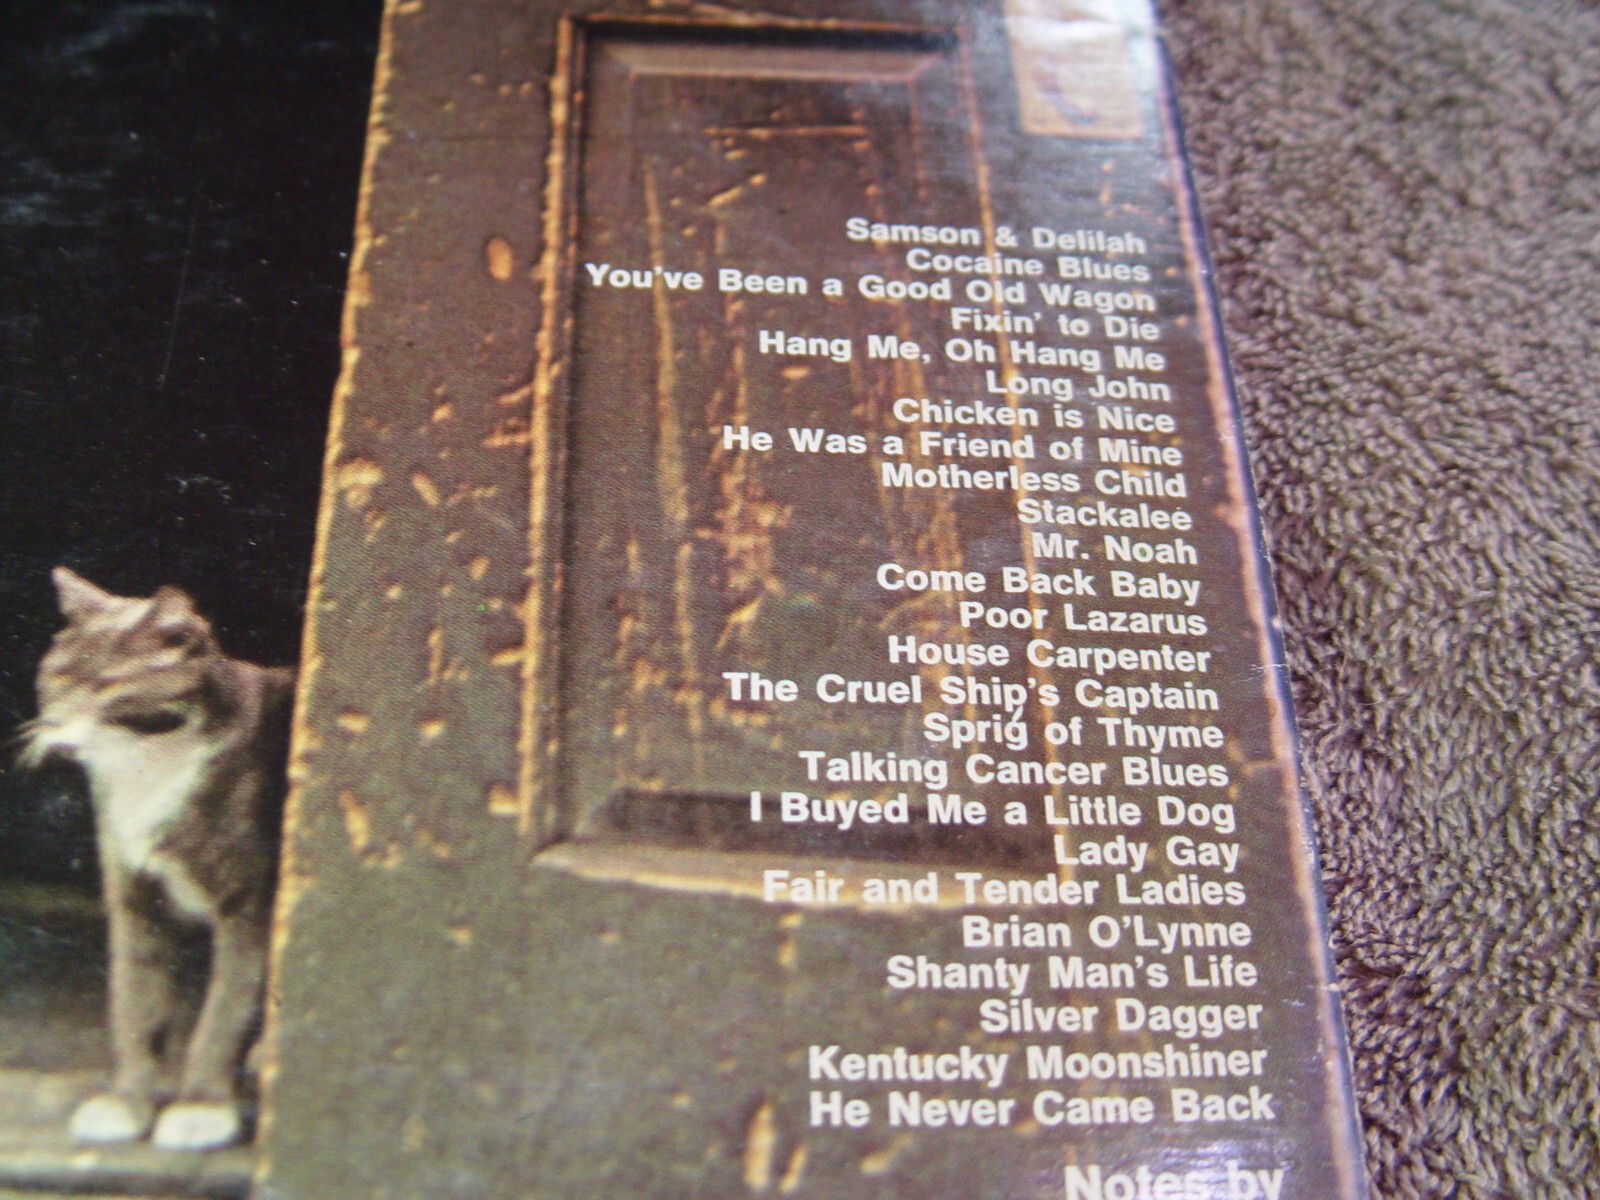 Samson & Delilah
Cocaine Blues
You've Been a Good Old Wagon
Fixin' to Die
Hang Me, Oh Hang Me
Long John
Chicken is Nice
He Was a Friend of Mine
Motherless Child
Stackalee
Mr. Noah
Come Back Baby
Poor Lazarus
House Carpenter
The Cruel Ship's Captain
Sprig of Thyme
Talking Cancer Blues
I Buyed Me a Little Dog
Lady Gay
Fair and Tender Ladies
Brian O'Lynne
Shanty Man's Life
Silver Dagger
Kentucky Moonshiner
He Never Came Back
Notes by